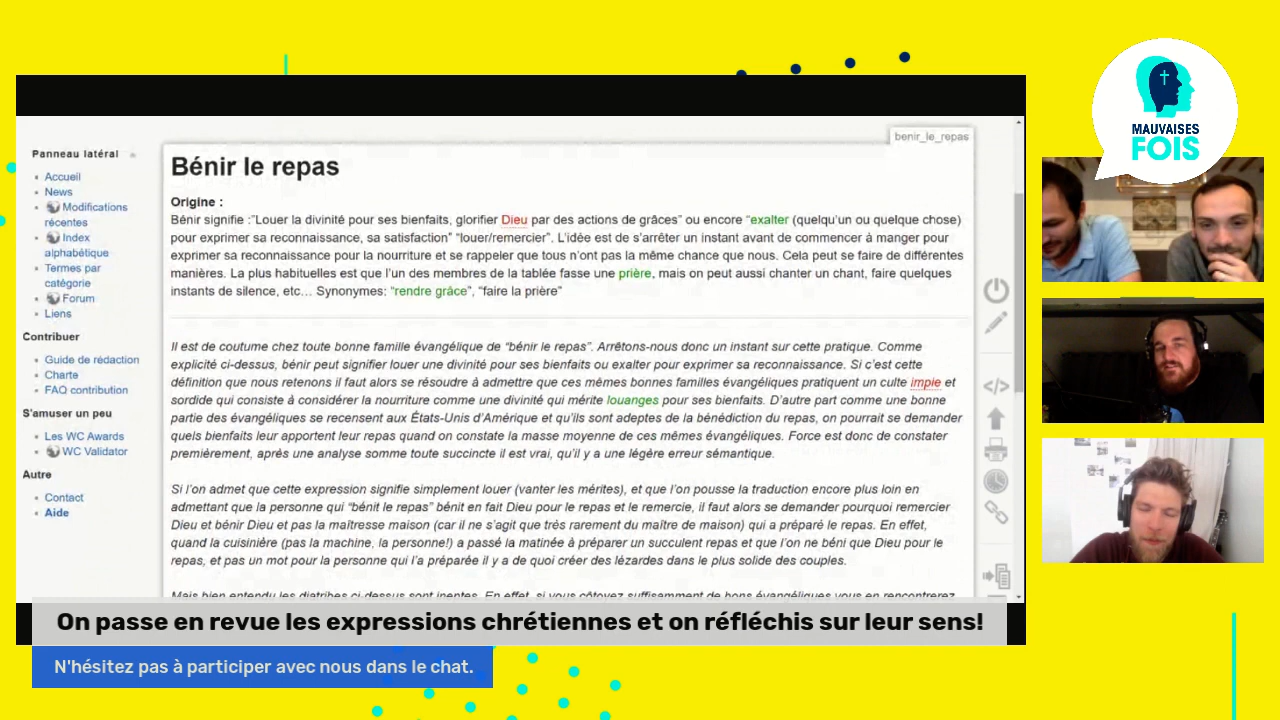 benir_le_repas
Panneau latéral
Accueil
News
Modifications
récentes
Index
alphabétique
Termes par
catégorie
Forum
Liens
Contribuer
Guide de rédaction
Charte
FAQ contribution
S'amuser un peu
Les WC Awards
WC Validator
Autre
Contact
Aide
Bénir le repas
Origine :
Bénir signifie :"Louer la divinité pour ses bienfaits, glorifier Dieu par des actions de grâces" ou encore "exalter (quelqu'un ou quelque chose)
pour exprimer sa reconnaissance, sa satisfaction" "louer/remercier". L'idée est de s'arrêter un instant avant de commencer à manger pour
exprimer sa reconnaissance pour la nourriture et se rappeler que tous n'ont pas la même chance que nous. Cela peut se faire de différentes
manières. La plus habituelles est que l'un des membres de la tablée fasse une prière, mais on peut aussi chanter un chant, faire quelques
instants de silence, etc… Synonymes: "rendre grâce", "faire la prière"
Il est de coutume chez toute bonne famille évangélique de "bénir le repas". Arrêtons-nous donc un instant sur cette pratique. Comme
explicité ci-dessus, bénir peut signifier louer une divinité pour ses bienfaits ou exalter pour exprimer sa reconnaissance. Si c'est cette
définition que nous retenons il faut alors se résoudre à admettre que ces mêmes bonnes familles évangéliques pratiquent un culte impie et
sordide qui consiste à considérer la nourriture comme une divinité qui mérite louanges pour ses bienfaits. D'autre part comme une bonne
partie des évangéliques se recensent aux États-Unis d'Amérique et qu'ils sont adeptes de la bénédiction du repas, on pourrait se demander
quels bienfaits leur apportent leur repas quand on constate la masse moyenne de ces mêmes évangéliques. Force est donc de constater
premièrement, après une analyse somme toute succincte il est vrai, qu'il y a une légère erreur sémantique.
Si l'on admet que cette expression signifie simplement louer (vanter les mérites), et que l'on pousse la traduction encore plus loin en
admettant que la personne qui "bénit le repas" bénit en fait Dieu pour le repas et le remercie, il faut alors se demander pourquoi remercier
Dieu et bénir Dieu et pas la maîtresse maison (car il ne s'agit que très rarement du maître de maison) qui a préparé le repas. En effet,
quand la cuisinière (pas la machine, la personne!) a passé la matinée à préparer un succulent repas et que l'on ne béni que Dieu pour le
repas, et pas un mot pour la personne qui l'a préparée il y a de quoi créer des lézardes dans le plus solide des couples.
Mais bien entendu les diatribes ci-dessus sont ineptes. En effet, si vous côtoyez suffisamment de bons évangéliques vous en rencontrerez
On passe en revue les expressions chrétiennes et on réfléchis sur leur sens!
N'hésitez pas à participer avec nous dans le chat.
MAUVAISES
FOIS